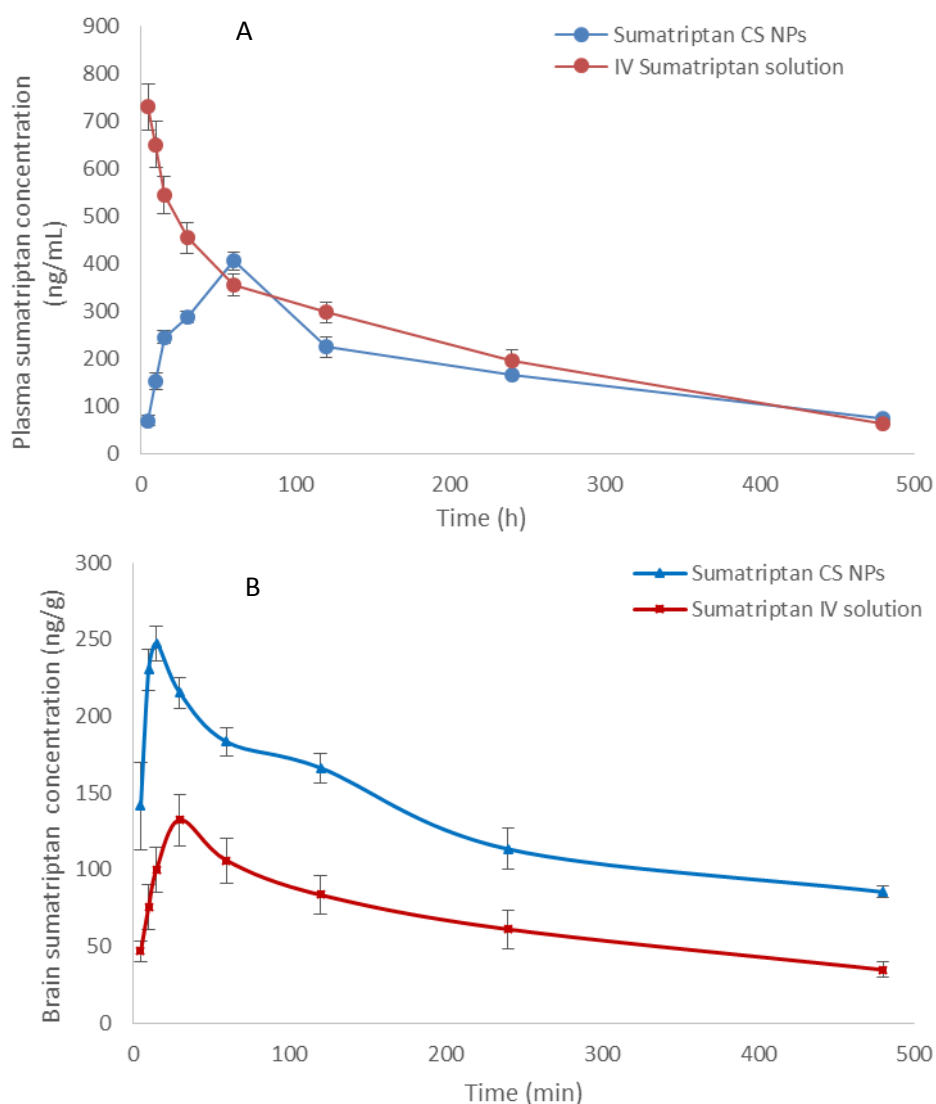 A
Sumatriptan CS NPs
IV Sumatriptan solution
Plasma sumatriptan concentration
(ng/mL)
900
800
700
600
500
400
300
200
100
0
0 100 200 300 400 500
Time (h)
B
Sumatriptan CS NPs
Sumatriptan IV solution
Brain sumatriptan concentration (ng/g)
300
250
200
150
100
50
0
0 100 200 300 400 500
Time (min)